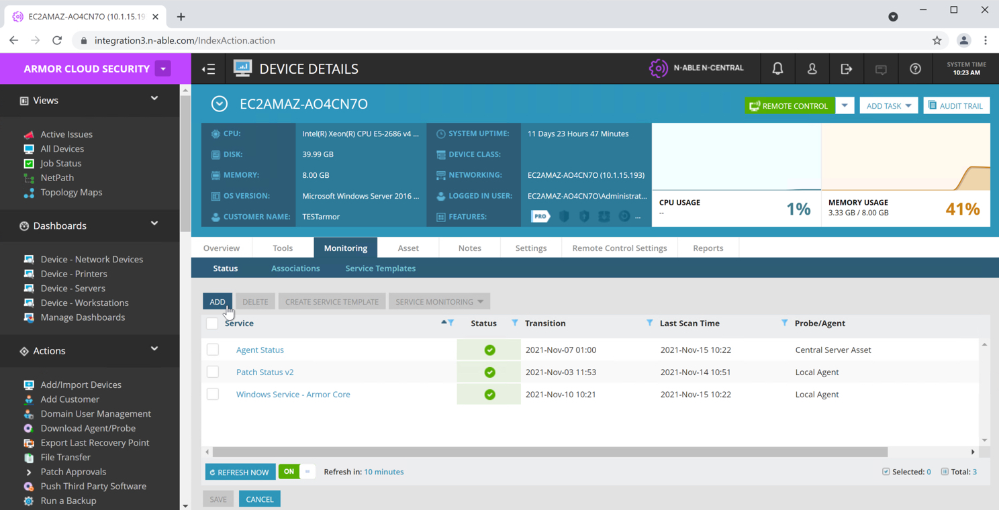 EC2AMAZ-AO4CN7O (10.1.15.19
integration3.n-able.com/IndexAction.action
ARMOR CLOUD SECURITY
DEVICE DETAILS
N-ABLE N-CENTRAL
SYSTEM TIME
10:23 AM
Views
Active Issues
All Devices
Job Status
NetPath
Topology Maps
Dashboards
Device - Network Devices
Device - Printers
Device - Servers
Device - Workstations
Manage Dashboards
Actions
Add/Import Devices
Add Customer
Domain User Management
Download Agent/Probe
Export Last Recovery Point
File Transfer
Patch Approvals
Push Third Party Software
Run a Backup
EC2AMAZ-AO4CN7O
REMOTE CONTROL
ADD TASK
AUDIT TRAIL
CPU: Intel(R) Xeon(R) CPU E5-2686 v4 ...
DISK: 39.99 GB
MEMORY: 8.00 GB
OS VERSION: Microsoft Windows Server 2016 ...
CUSTOMER NAME: TESTarmor
SYSTEM UPTIME: 11 Days 23 Hours 47 Minutes
DEVICE CLASS:
NETWORKING: EC2AMAZ-AO4CN7O (10.1.15.193)
LOGGED IN USER: EC2AMAZ-AO4CN7O\Administrat...
FEATURES: PRO ...
CPU USAGE
--
1%
MEMORY USAGE
3.33 GB / 8.00 GB
41%
Overview Tools Monitoring Asset Notes Settings Remote Control Settings Reports
Status Associations Service Templates
ADD DELETE CREATE SERVICE TEMPLATE SERVICE MONITORING
Service Status Transition Last Scan Time Probe/Agent
Agent Status 2021-Nov-07 01:00 2021-Nov-15 10:22 Central Server Asset
Patch Status v2 2021-Nov-03 11:53 2021-Nov-14 10:51 Local Agent
Windows Service - Armor Core 2021-Nov-10 10:21 2021-Nov-15 10:22 Local Agent
REFRESH NOW ON Refresh in: 10 minutes Selected: 0 Total: 3
SAVE CANCEL